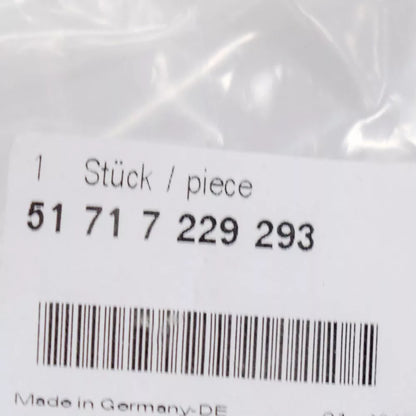 1 Stück / piece
51 71 7 229 293
Made in Germany-DE